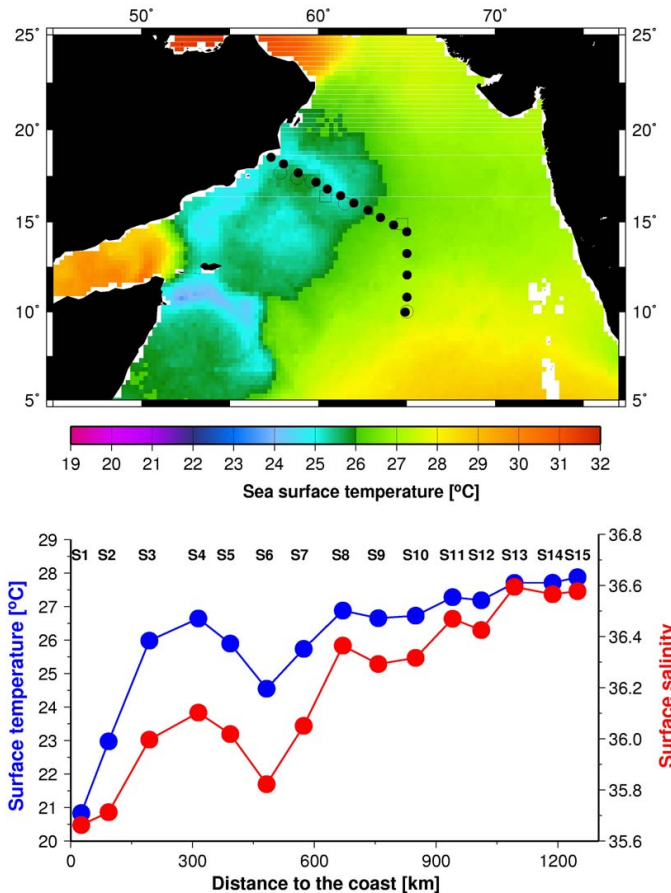 50° 60° 70°
25° 25°
20° 20°
15° 15°
10° 10°
5° 5°
19 20 21 22 23 24 25 26 27 28 29 30 31 32
Sea surface temperature [ºC]
S1 S2 S3 S4 S5 S6 S7 S8 S9 S10 S11 S12 S13 S14 S15
29
28
27
26
25
24
23
22
21
20
Surface temperature [ºC]
36.8
36.6
36.4
36.2
36.0
35.8
35.6
Surface salinity
0 300 600 900 1200
Distance to the coast [km]